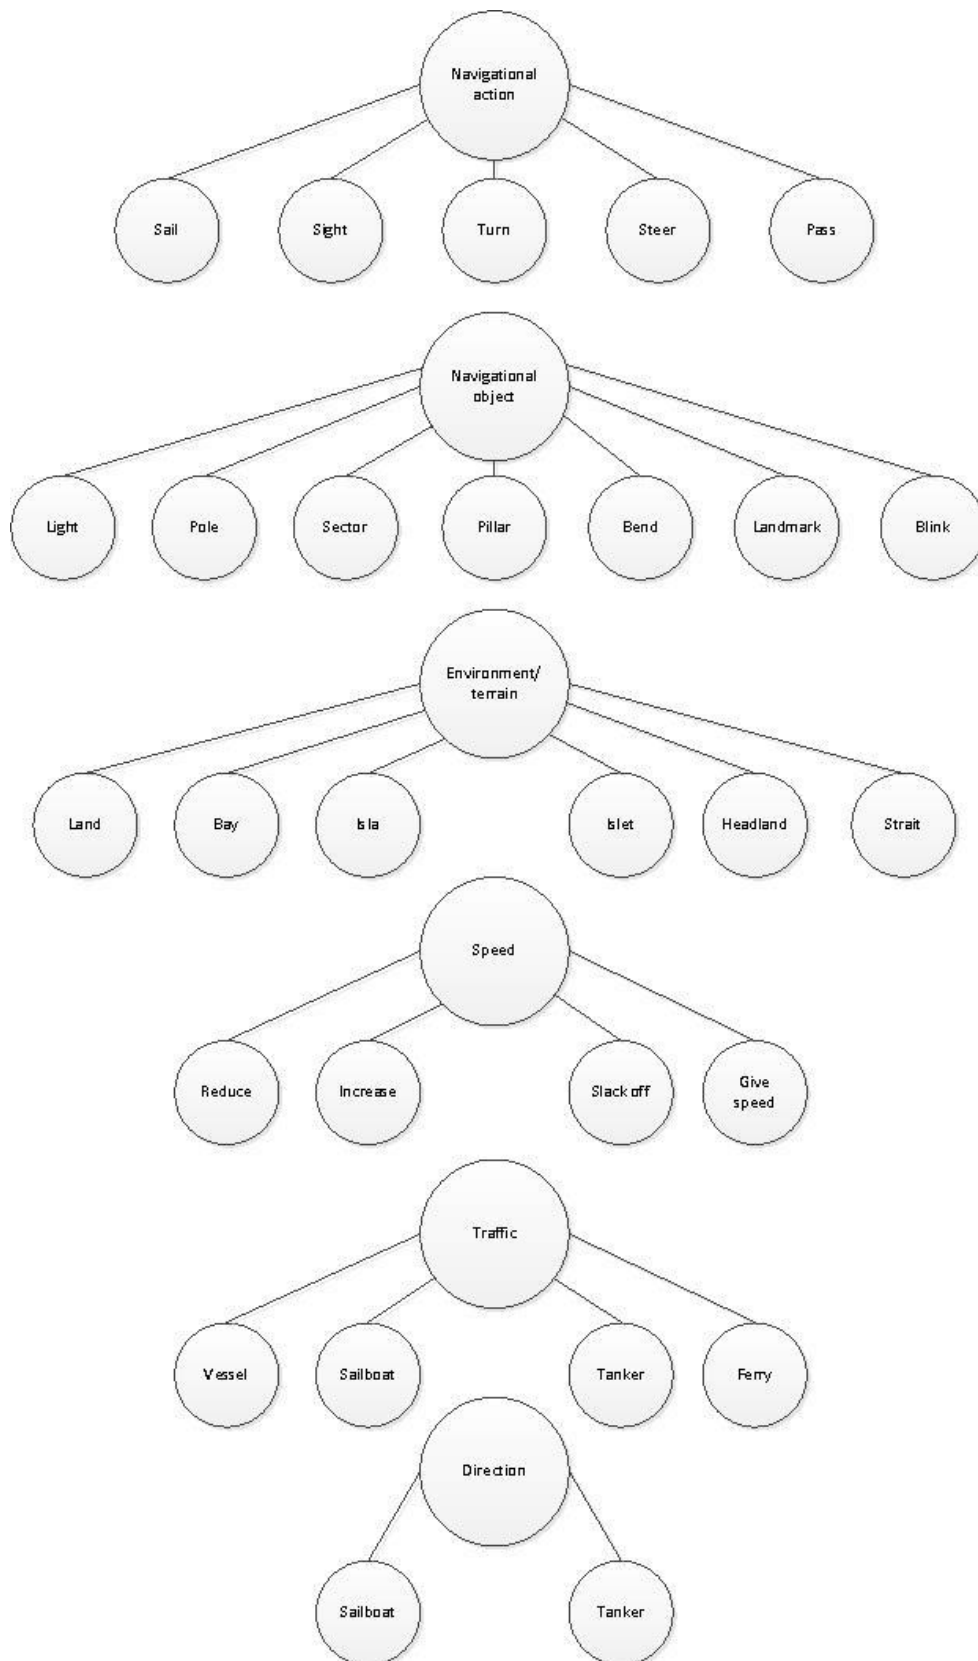 Navigational
action
Sail
Sight
Turn
Steer
Pass
Navigational
object
Light
Pole
Sector
Pillar
Bend
Landmark
Blink
Environment/
terrain
Land
Bay
Isla
Islet
Headland
Strait
Speed
Reduce
Increase
Slack off
Give
speed
Traffic
Vessel
Sailboat
Tanker
Ferry
Direction
Sailboat
Tanker